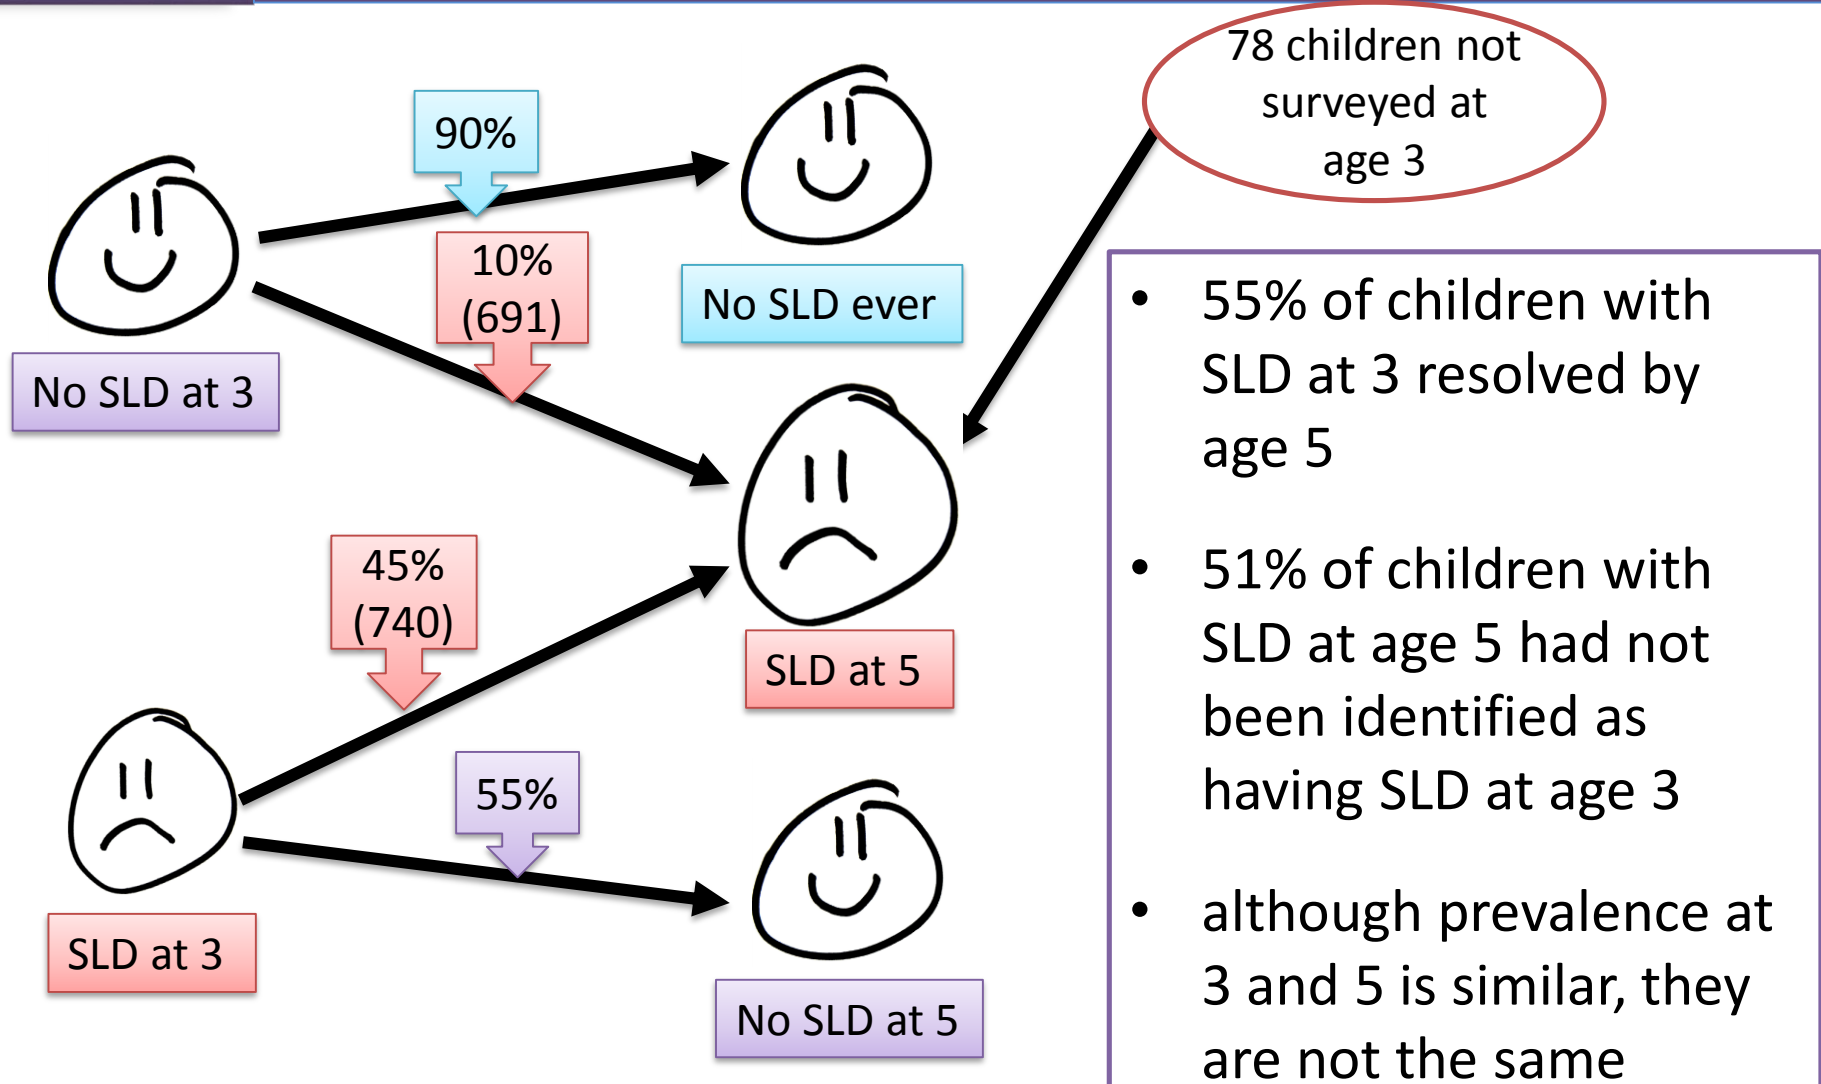 78 children not
surveyed at
age 3
90%
10%
(691)
No SLD ever
No SLD at 3
45%
(740)
SLD at 5
55%
SLD at 3
No SLD at 5
• 55% of children with
SLD at 3 resolved by
age 5
• 51% of children with
SLD at age 5 had not
been identified as
having SLD at age 3
• although prevalence at
3 and 5 is similar, they
are not the same